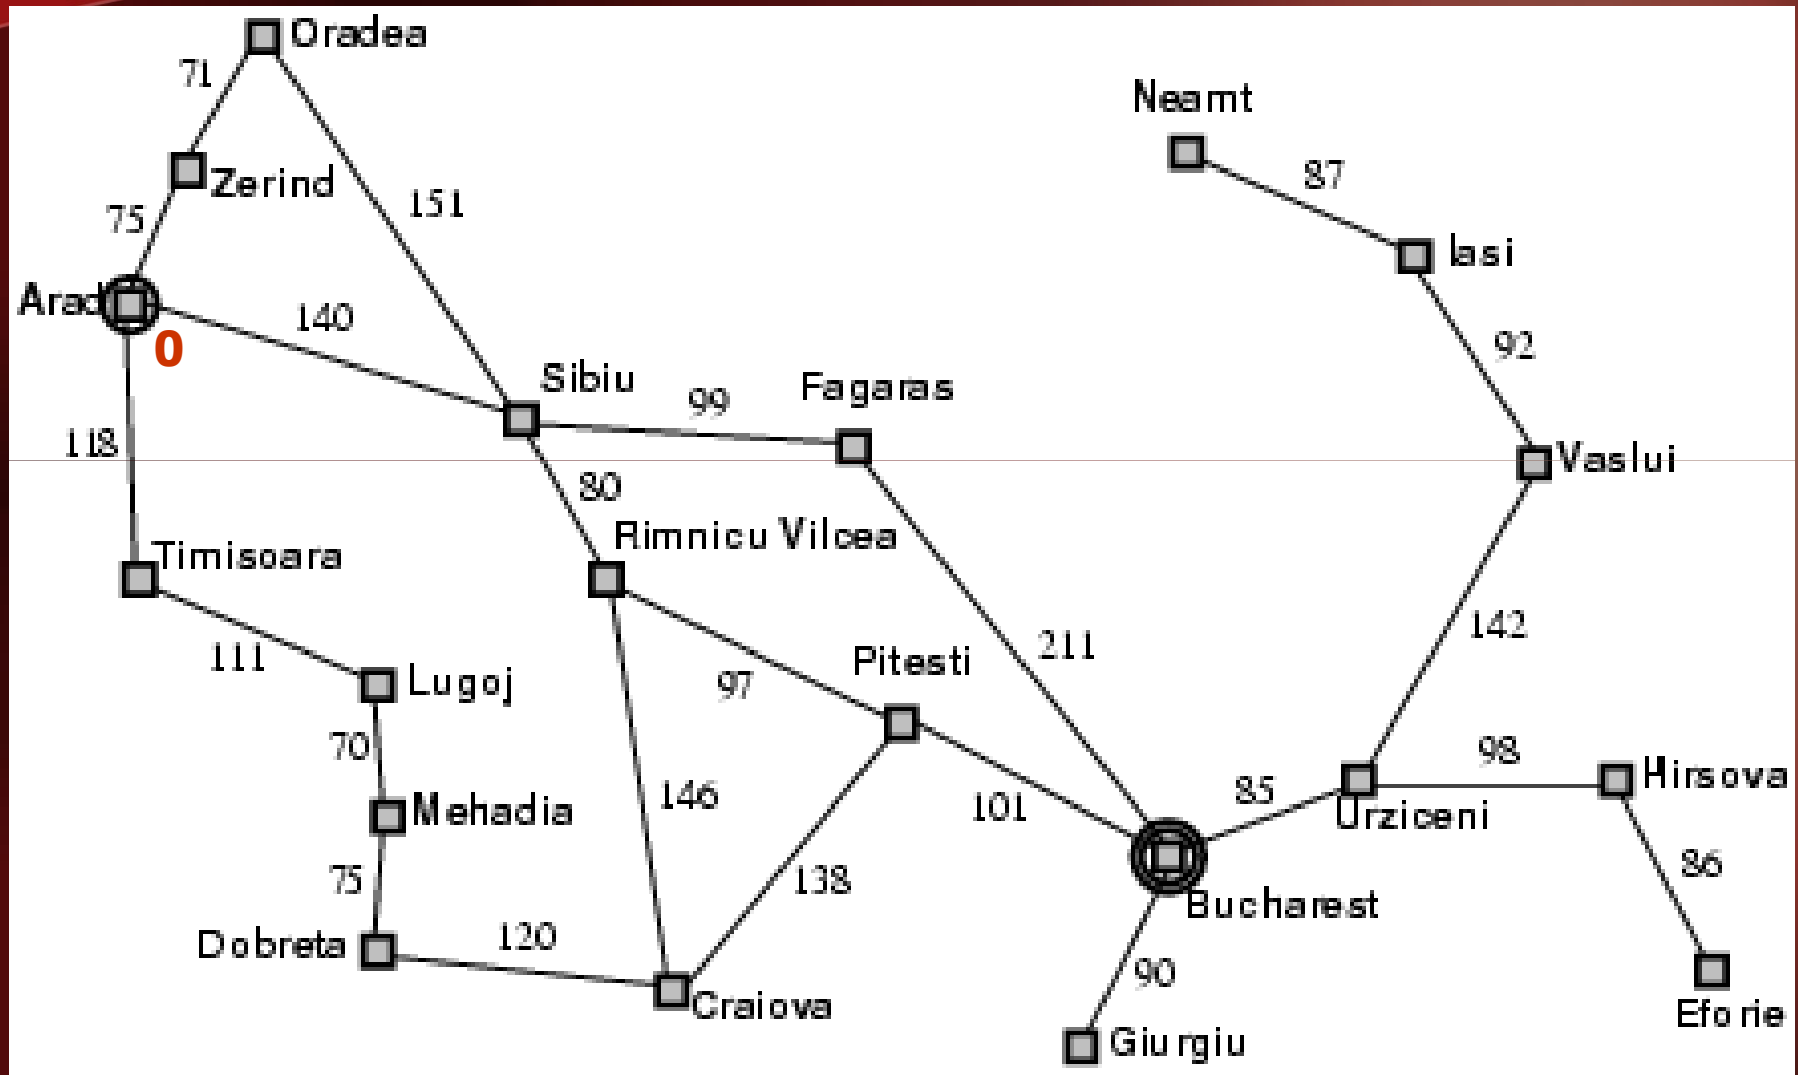 Oradea
71
Neamt
87
Zerind
151
75
Iasi
Arad
140
0
92
Sibiu
99
Fagaras
118
Vaslui
80
Rimnicu Vilcea
Timisoara
142
211
111
Lugoj
97
Pitesti
70
98
Hirsova
146
85
Mehadia
101
Urziceni
86
75
138
Bucharest
Dobreta
120
90
Craiova
Eforie
Giurgiu